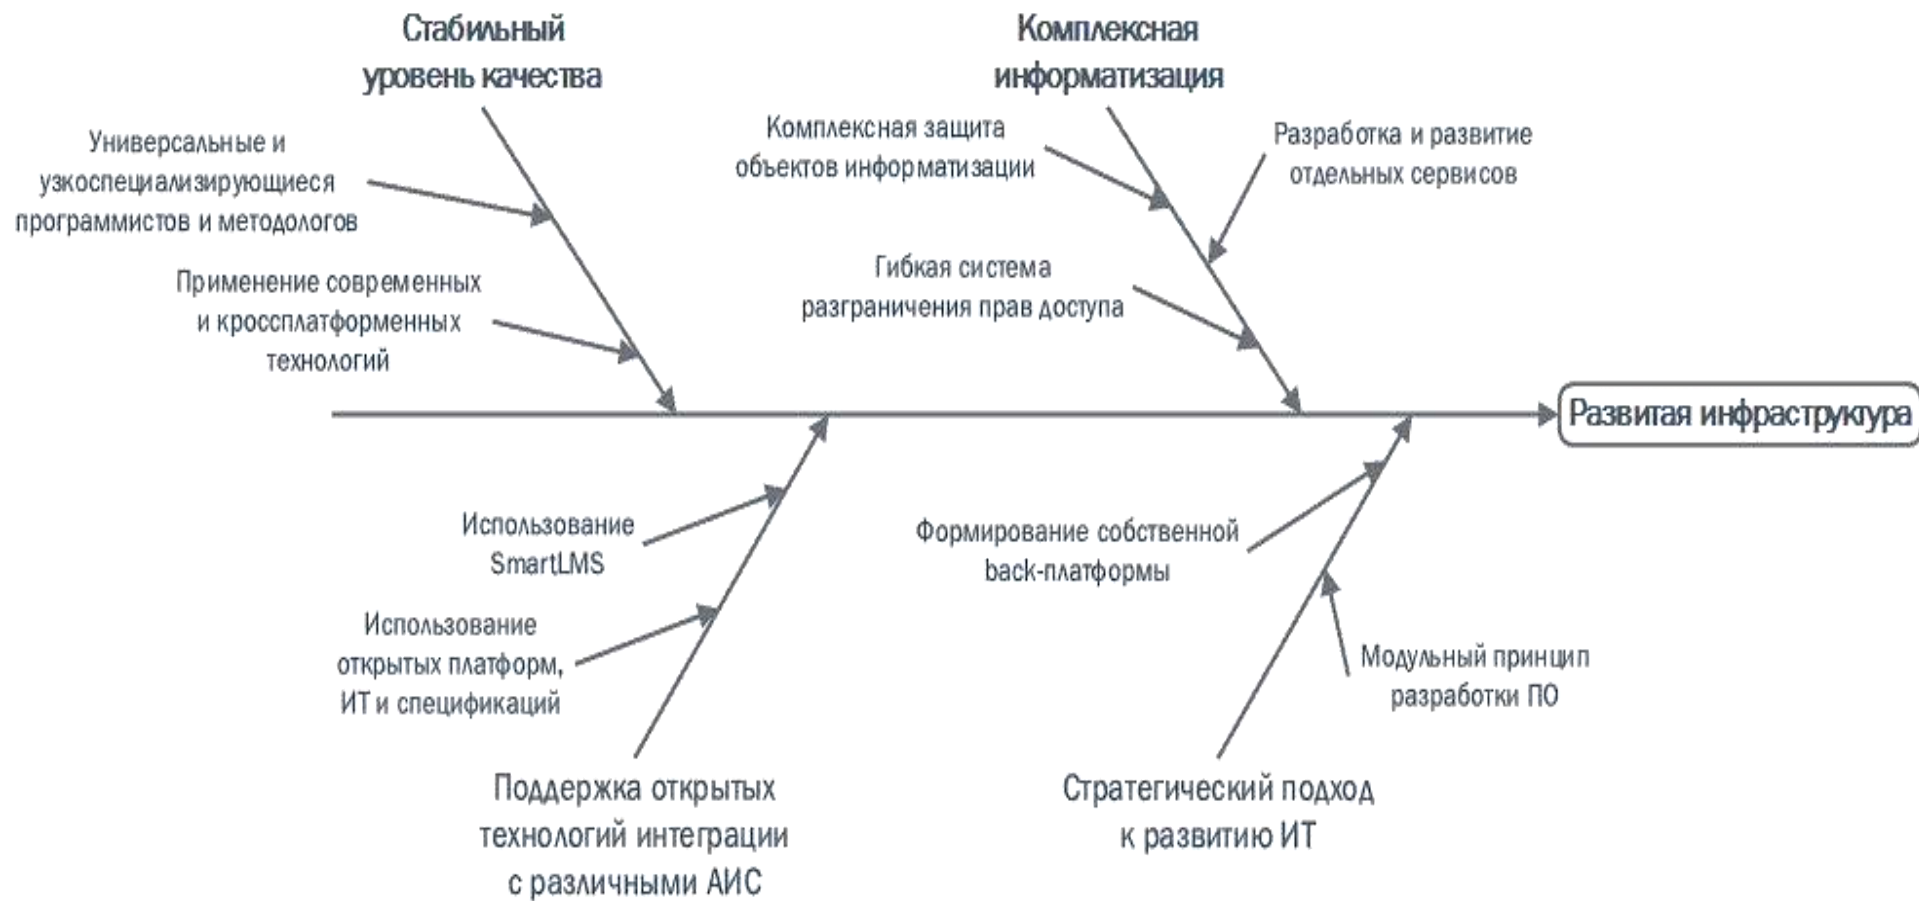 Стабильный
уровень качества
Комплексная
информатизация
Универсальные и
узкоспециализирующиеся
программистов и методологов
Комплексная защита
объектов информатизации
Разработка и развитие
отдельных сервисов
Применение современных
и кроссплатформенных
технологий
Гибкая система
разграничения прав доступа
Развитая инфраструктура
Использование
SmartLMS
Формирование собственной
back-платформы
Использование
открытых платформ,
ИТ и спецификаций
Модульный принцип
разработки ПО
Поддержка открытых
технологий интеграции
с различными АИС
Стратегический подход
к развитию ИТ